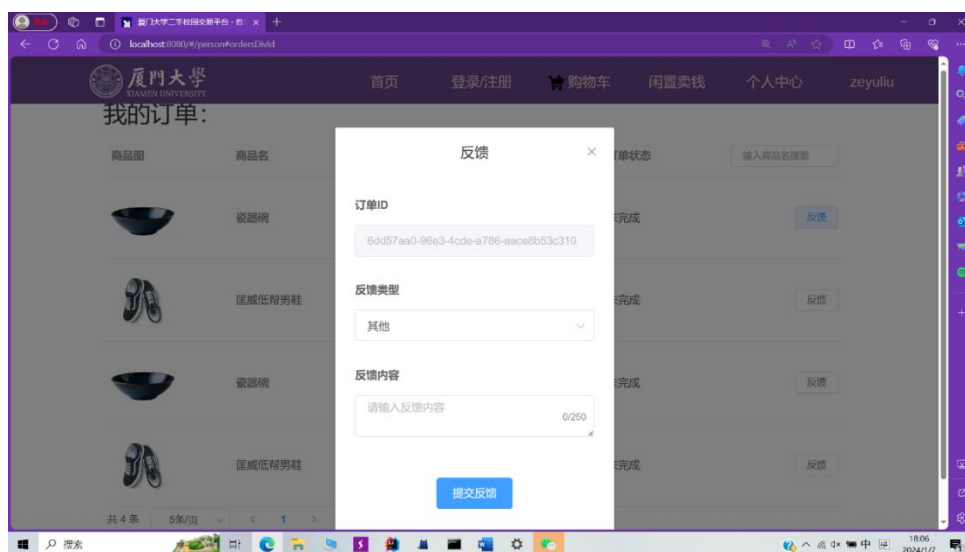 厦门大学二手校园交易平台 - 首
localhost:8080/#/person#ordersDivId
厦門大學
XIAMEN UNIVERSITY
首页 登录/注册 购物车 闲置卖钱 个人中心 zeyuliu
我的订单：
商品图 商品名 单状态 输入商品名搜索
反馈
订单ID
6dd57aa0-96e3-4cde-a786-aace8b53c310
反馈类型
其他
反馈内容
请输入反馈内容
0/250
提交反馈
瓷器碗 完成 反馈
匡威低帮男鞋 完成 反馈
瓷器碗 完成 反馈
匡威低帮男鞋 完成 反馈
共 4 条 5条/页 1
搜索
中 拼 18:06
2024/1/7